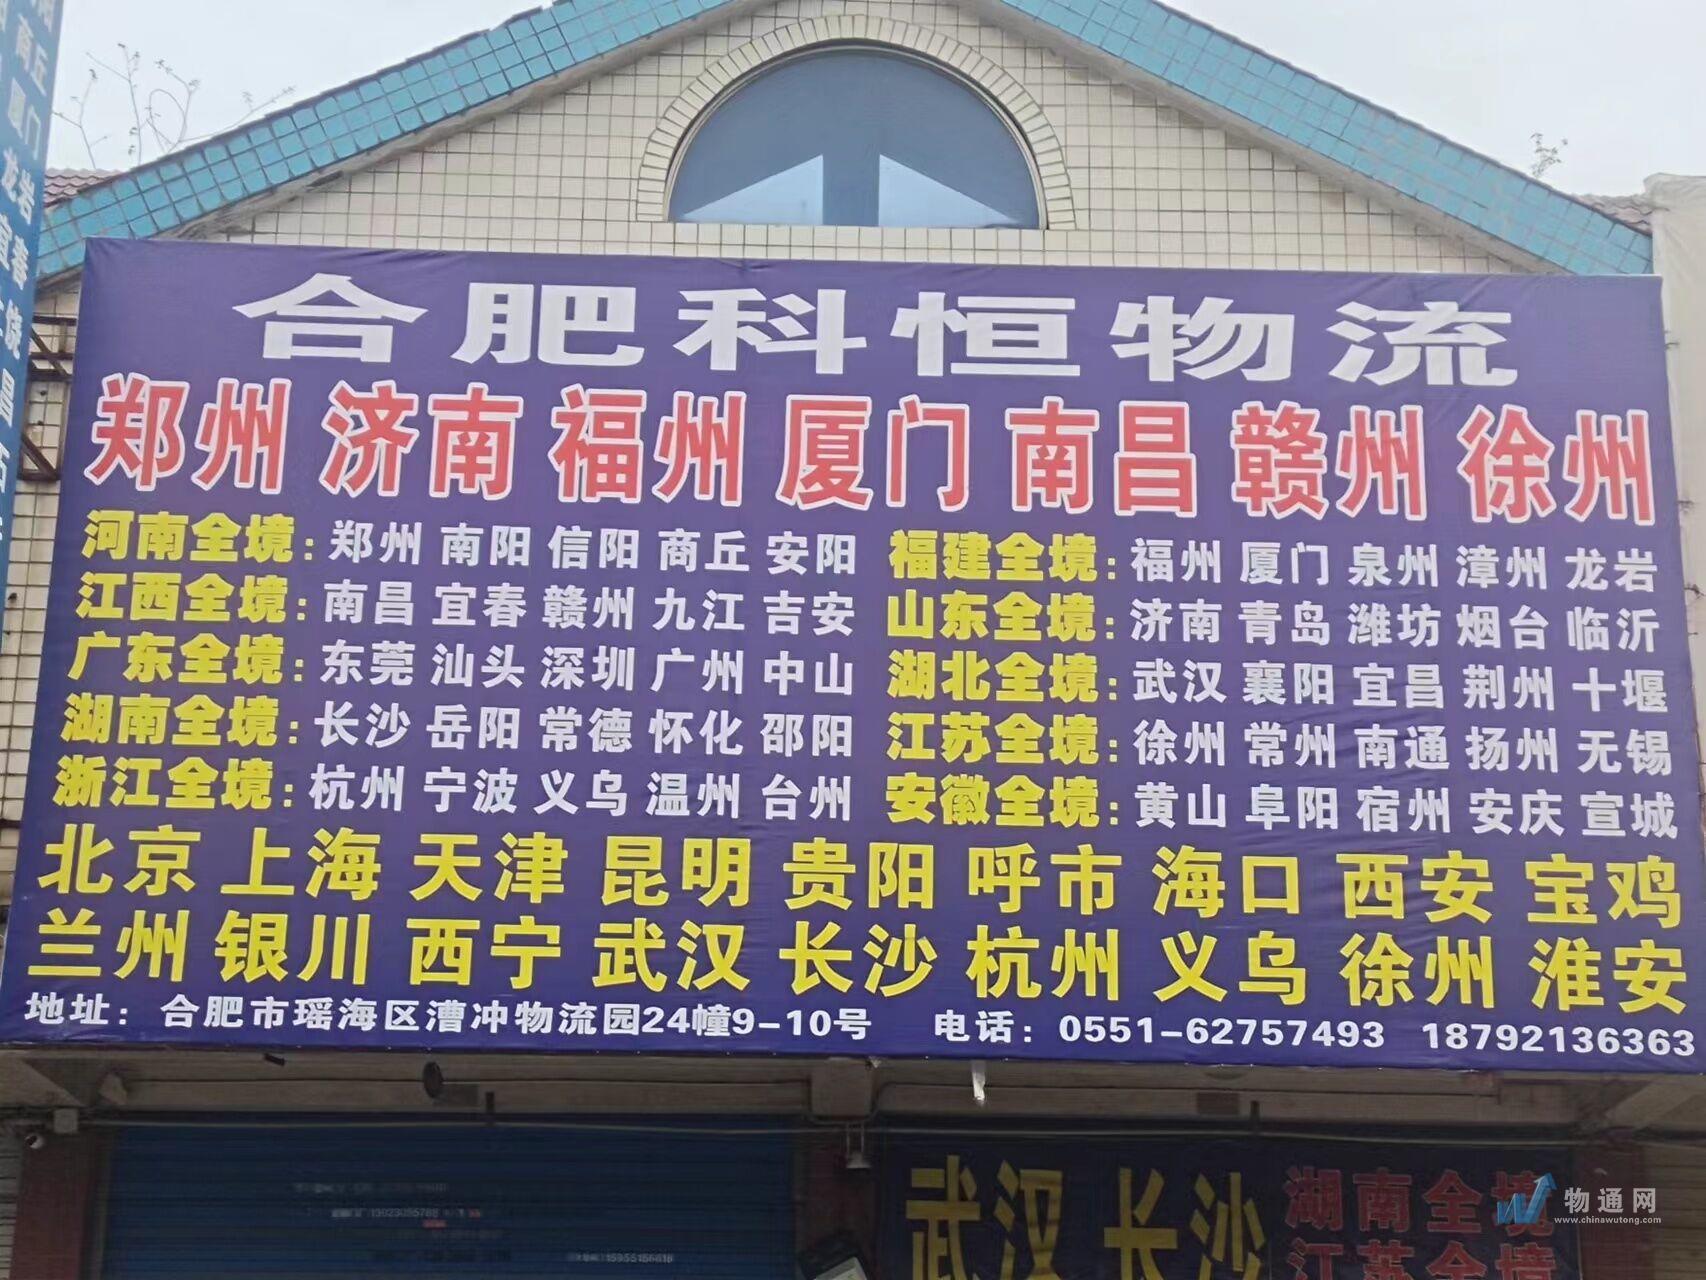 合肥科恒物流
郑州 济南 福州 厦门 南昌 赣州 徐州
河南全境:郑州 南阳 信阳 商丘 安阳 福建全境:福州 厦门 泉州 漳州 龙岩
江西全境:南昌 宜春 赣州 九江 吉安 山东全境:济南 青岛 潍坊 烟台 临沂
广东全境:东莞 汕头 深圳 广州 中山 湖北全境:武汉 襄阳 宜昌 荆州 十堰
湖南全境:长沙 岳阳 常德 怀化 邵阳 江苏全境:徐州 常州 南通 扬州 无锡
浙江全境:杭州 宁波 义乌 温州 台州 安徽全境:黄山 阜阳 宿州 安庆 宣城
北京 上海 天津 昆明 贵阳 呼市 海口 西安 宝鸡
兰州 银川 西宁 武汉 长沙 杭州 义乌 徐州 淮安
地址：合肥市瑶海区漕冲物流园24幢9-10号 电话：0551-62757493 18792136363
武汉 长沙 湖南全境
江苏全境
物通网
www.chinawutong.com
龙岩
春饶
昌